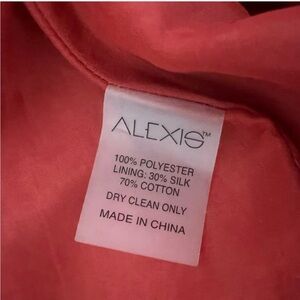 ALEXIS™
100% POLYESTER
LINING: 30% SILK
70% COTTON
DRY CLEAN ONLY
MADE IN CHINA